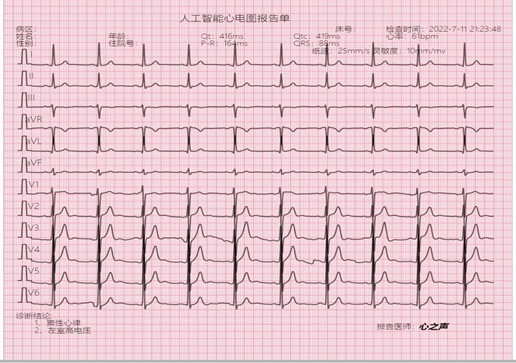 人工智能心电图报告单
病区: 床号: 检查时间: 2022-7-11 21:23:48
姓名: 年龄: Qt: 416ms Qtc: 419ms 心率: 61bpm
性别: 住院号: P-R: 164ms QRS: 88ms
纸速: 25mm/s 灵敏度: 10mm/mv
I
II
III
aVR
aVL
aVF
V1
V2
V3
V4
V5
V6
诊断结论:
1、窦性心律
2、左室高电压
报告医师: 心之声